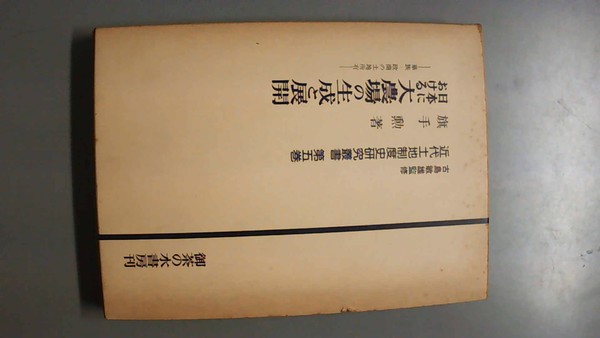 日本における大農場の生成と展開
―華族・政商の土地所有―
旗手勲著
近代土地制度史研究叢書 第五巻
古島敏雄監修
御茶の水書房刊